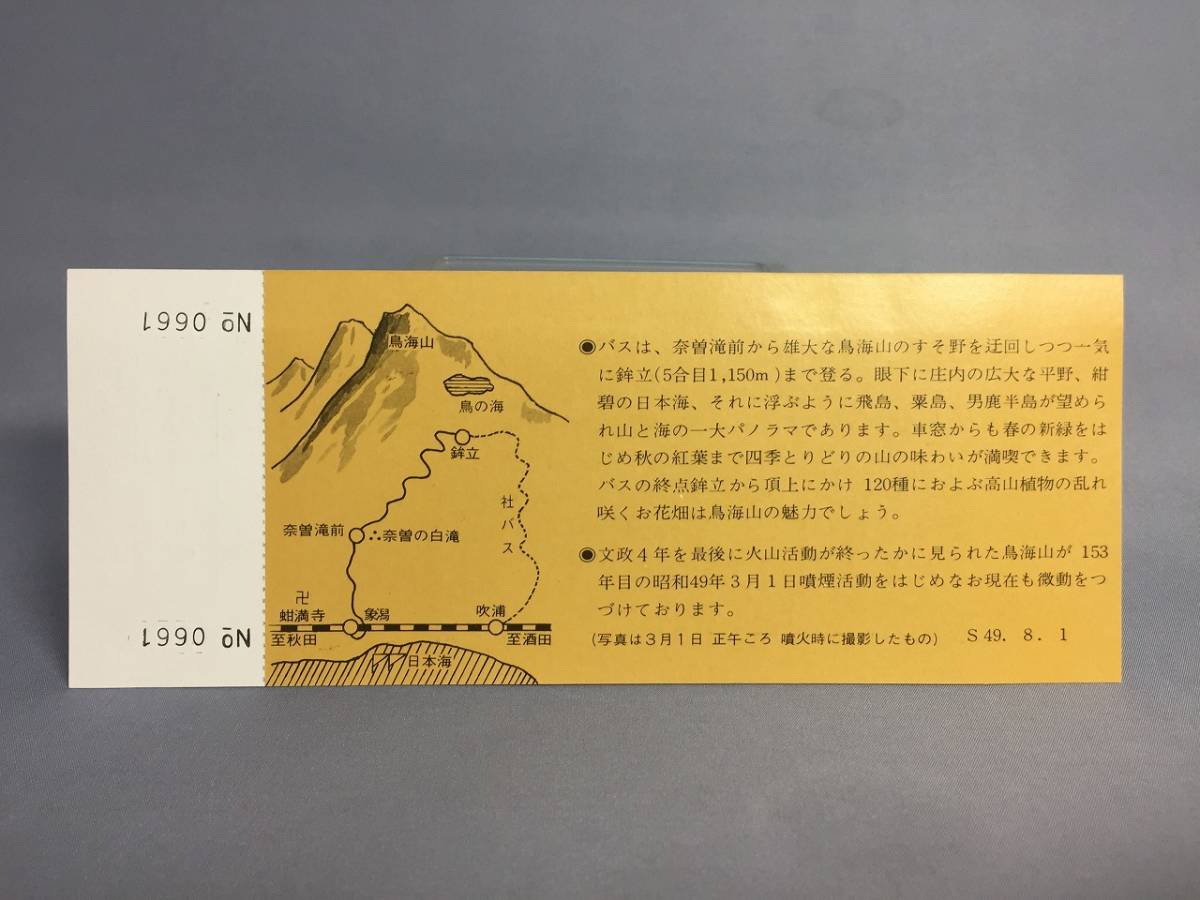 No 0661
No 0661
鳥海山
鳥の海
鉾立
社バス
奈曽滝前
∴奈曽の白滝
卍
蚶満寺
象潟
吹浦
至秋田
至酒田
日本海
◉バスは、奈曽滝前から雄大な鳥海山のすそ野を迂回しつつ一気
に鉾立(5合目1,150m)まで登る。眼下に庄内の広大な平野、紺
碧の日本海、それに浮ぶように飛島、粟島、男鹿半島が望めら
れ山と海の一大パノラマであります。車窓からも春の新緑をは
じめ秋の紅葉まで四季とりどりの山の味わいが満喫できます。
バスの終点鉾立から頂上にかけ 120種におよぶ高山植物の乱れ
咲くお花畑は鳥海山の魅力でしょう。
◉文政4年を最後に火山活動が終ったかに見られた鳥海山が 153
年目の昭和49年3月1日噴煙活動をはじめなお現在も微動をつ
づけております。
(写真は3月1日 正午ころ 噴火時に撮影したもの) S 49. 8. 1